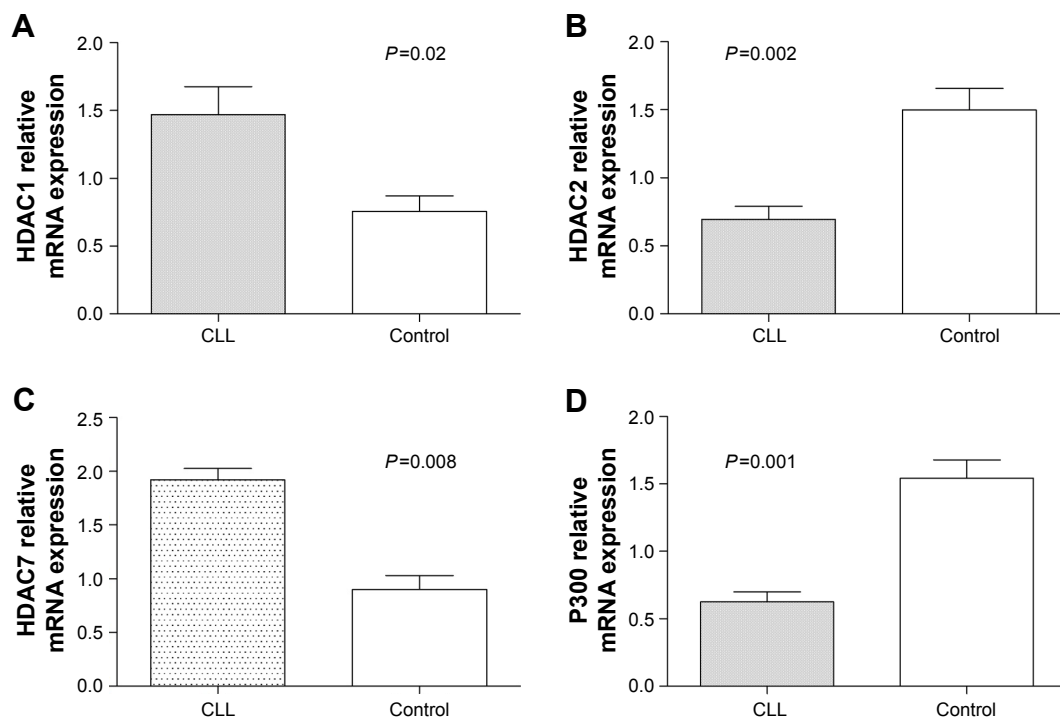 A
HDAC1 relative
mRNA expression
2.0
1.5
1.0
0.5
0.0
P=0.02
CLL
Control
B
HDAC2 relative
mRNA expression
2.0
1.5
1.0
0.5
0.0
P=0.002
CLL
Control
C
HDAC7 relative
mRNA expression
2.5
2.0
1.5
1.0
0.5
0.0
P=0.008
CLL
Control
D
P300 relative
mRNA expression
2.0
1.5
1.0
0.5
0.0
P=0.001
CLL
Control